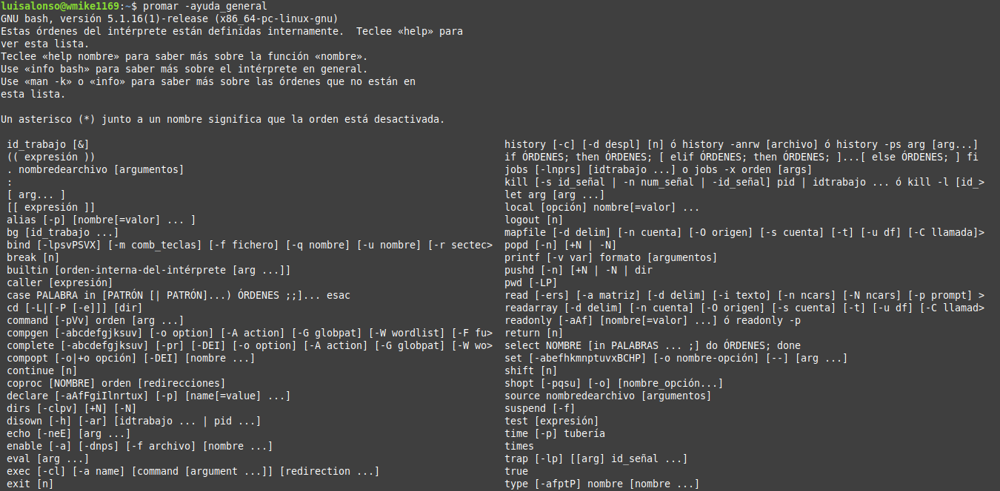 luisalonso@wmike1169:~$ promar -ayuda_general
GNU bash, versión 5.1.16(1)-release (x86_64-pc-linux-gnu)
Estas órdenes del intérprete están definidas internamente.  Teclee «help» para
ver esta lista.
Teclee «help nombre» para saber más sobre la función «nombre».
Use «info bash» para saber más sobre el intérprete en general.
Use «man -k» o «info» para saber más sobre las órdenes que no están en
esta lista.
Un asterisco (*) junto a un nombre significa que la orden está desactivada.
id_trabajo [&]
(( expresión ))
. nombredearchivo [argumentos]
:
[ arg... ]
[[ expresión ]]
alias [-p] [nombre[=valor] ... ]
bg [id_trabajo ...]
bind [-lpsvPSVX] [-m comb_teclas] [-f fichero] [-q nombre] [-u nombre] [-r sectec>
break [n]
builtin [orden-interna-del-intérprete [arg ...]]
caller [expresión]
case PALABRA in [PATRÓN [| PATRÓN]...) ÓRDENES ;;]... esac
cd [-L|[-P [-e]]] [dir]
command [-pVv] orden [arg ...]
compgen [-abcdefgjksuv] [-o option] [-A action] [-G globpat] [-W wordlist] [-F fu>
complete [-abcdefgjksuv] [-pr] [-DEI] [-o option] [-A action] [-G globpat] [-W wo>
compopt [-o|+o opción] [-DEI] [nombre ...]
continue [n]
coproc [NOMBRE] orden [redirecciones]
declare [-aAfFgiIlnrtux] [-p] [name[=value] ...]
dirs [-clpv] [+N] [-N]
disown [-h] [-ar] [idtrabajo ... | pid ...]
echo [-neE] [arg ...]
enable [-a] [-dnps] [-f archivo] [nombre ...]
eval [arg ...]
exec [-cl] [-a name] [command [argument ...]] [redirection ...]
exit [n]
history [-c] [-d despl] [n] ó history -anrw [archivo] ó history -ps arg [arg...]
if ÓRDENES; then ÓRDENES; [ elif ÓRDENES; then ÓRDENES; ]...[ else ÓRDENES; ] fi
jobs [-lnprs] [idtrabajo ...] o jobs -x orden [args]
kill [-s id_señal | -n num_señal | -id_señal] pid | idtrabajo ... ó kill -l [id_>
let arg [arg ...]
local [opción] nombre[=valor] ...
logout [n]
mapfile [-d delim] [-n cuenta] [-O origen] [-s cuenta] [-t] [-u df] [-C llamada]>
popd [-n] [+N | -N]
printf [-v var] formato [argumentos]
pushd [-n] [+N | -N | dir
pwd [-LP]
read [-ers] [-a matriz] [-d delim] [-i texto] [-n ncars] [-N ncars] [-p prompt] >
readarray [-d delim] [-n cuenta] [-O origen] [-s cuenta] [-t] [-u df] [-C llamad>
readonly [-aAf] [nombre[=valor] ...] ó readonly -p
return [n]
select NOMBRE [in PALABRAS ... ;] do ÓRDENES; done
set [-abefhkmnptuvxBCHP] [-o nombre-opción] [--] [arg ...]
shift [n]
shopt [-pqsu] [-o] [nombre_opción...]
source nombredearchivo [argumentos]
suspend [-f]
test [expresión]
time [-p] tubería
times
trap [-lp] [[arg] id_señal ...]
true
type [-afptP] nombre [nombre ...]